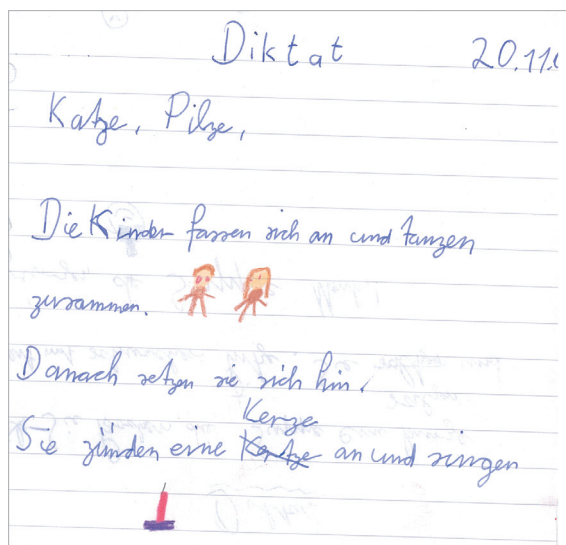 Diktat 20.11.
Katze, Pilze,
Die Kinder fassen sich an und tanzen
zusammen.
Danach setzen sie sich hin.
Kerze
Sie zünden eine Kertze an und singen